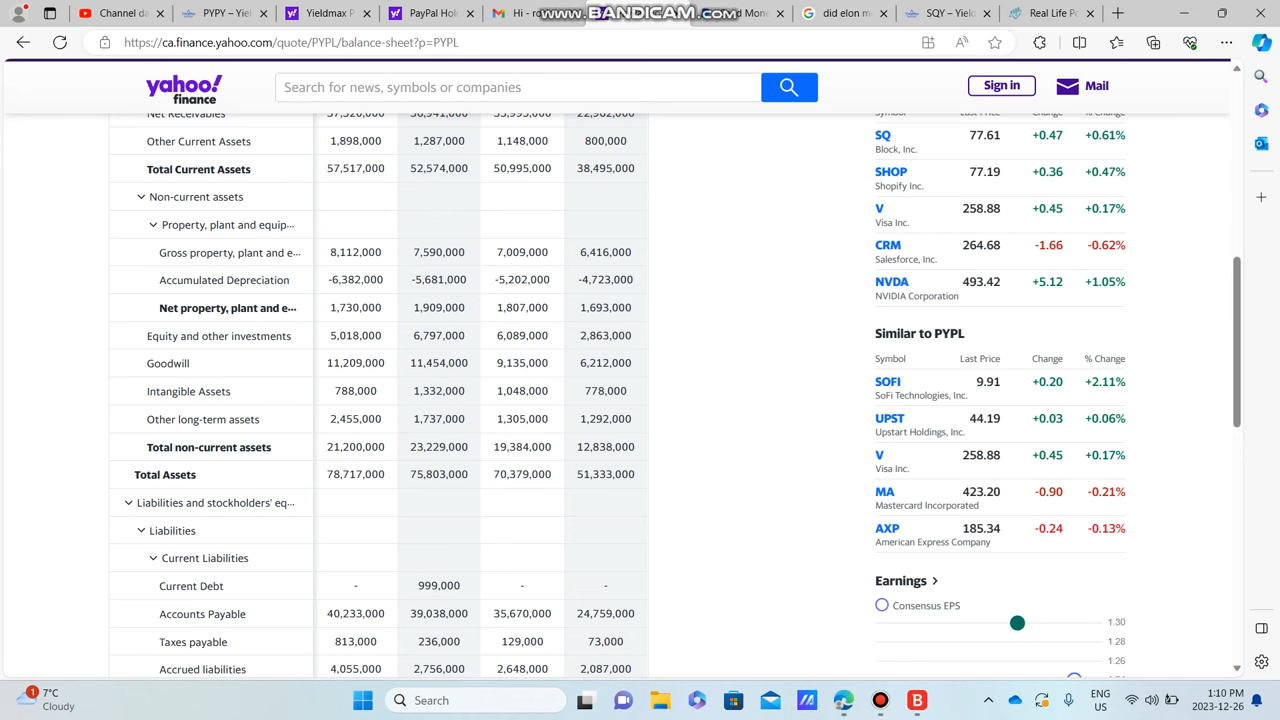 Channel da
Vide
Yieldmax P
PayPal Hol
Hi - ro
www.BANDICAM.com
d Mone
did elon m
SQY - Yield
Real Life P
https://ca.finance.yahoo.com/quote/PYPL/balance-sheet?p=PYPL
yahoo!
finance
Search for news, symbols or companies
Sign in
Mail
Net Receivables
Other Current Assets 1,898,000 1,287,000 1,148,000 800,000
Total Current Assets 57,517,000 52,574,000 50,995,000 38,495,000
Non-current assets
Property, plant and equip...
Gross property, plant and e... 8,112,000 7,590,000 7,009,000 6,416,000
Accumulated Depreciation -6,382,000 -5,681,000 -5,202,000 -4,723,000
Net property, plant and e... 1,730,000 1,909,000 1,807,000 1,693,000
Equity and other investments 5,018,000 6,797,000 6,089,000 2,863,000
Goodwill 11,209,000 11,454,000 9,135,000 6,212,000
Intangible Assets 788,000 1,332,000 1,048,000 778,000
Other long-term assets 2,455,000 1,737,000 1,305,000 1,292,000
Total non-current assets 21,200,000 23,229,000 19,384,000 12,838,000
Total Assets 78,717,000 75,803,000 70,379,000 51,333,000
Liabilities and stockholders' eq...
Liabilities
Current Liabilities
Current Debt - 999,000 - -
Accounts Payable 40,233,000 39,038,000 35,670,000 24,759,000
Taxes payable 813,000 236,000 129,000 73,000
Accrued liabilities 4,055,000 2,756,000 2,648,000 2,087,000
Symbol Last Price Change % Change
SQ 77.61 +0.47 +0.61%
Block, Inc.
SHOP 77.19 +0.36 +0.47%
Shopify Inc.
V 258.88 +0.45 +0.17%
Visa Inc.
CRM 264.68 -1.66 -0.62%
Salesforce, Inc.
NVDA 493.42 +5.12 +1.05%
NVIDIA Corporation
Similar to PYPL
Symbol Last Price Change % Change
SOFI 9.91 +0.20 +2.11%
SoFi Technologies, Inc.
UPST 44.19 +0.03 +0.06%
Upstart Holdings, Inc.
V 258.88 +0.45 +0.17%
Visa Inc.
MA 423.20 -0.90 -0.21%
Mastercard Incorporated
AXP 185.34 -0.24 -0.13%
American Express Company
Earnings
Consensus EPS
1.30
1.28
1.26
1
7°C
Cloudy
Search
ENG
US
1:10 PM
2023-12-26